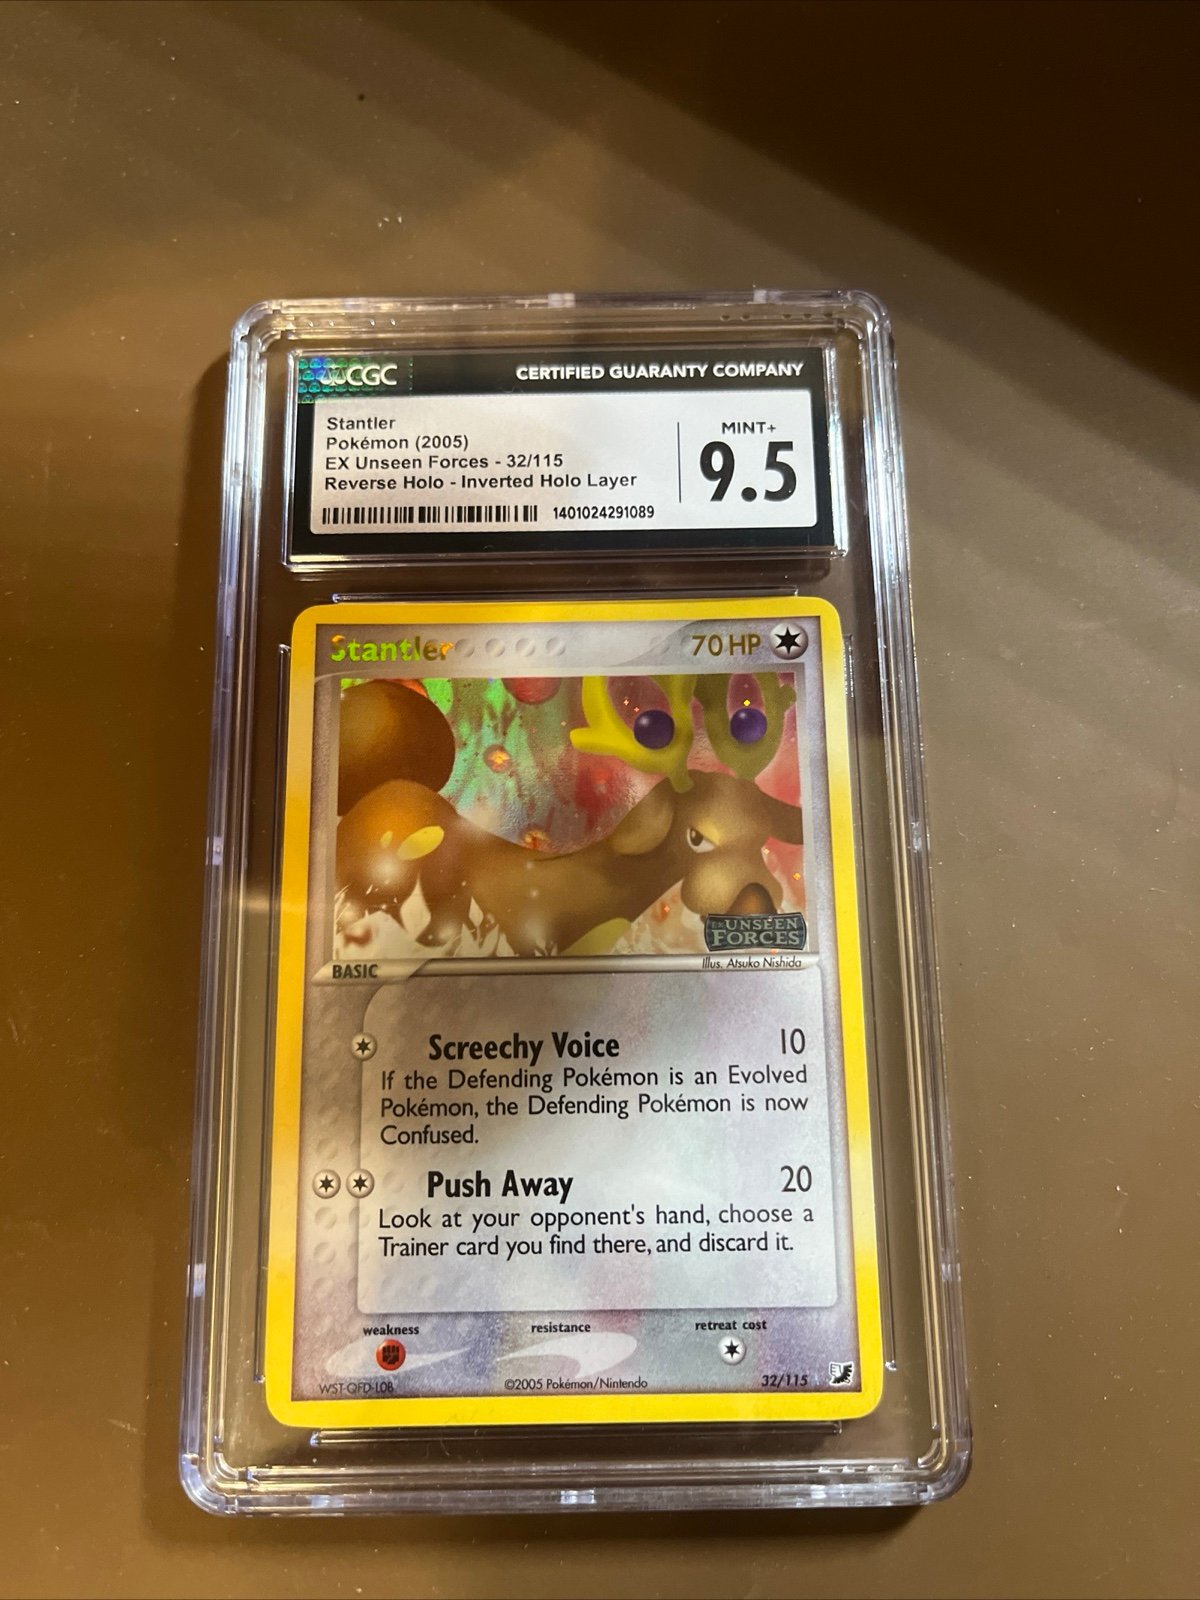 CGC
CERTIFIED GUARANTY COMPANY
Stantler
Pokémon (2005)
EX Unseen Forces - 32/115
Reverse Holo - Inverted Holo Layer
1401024291089
MINT+
9.5
Stantler
70 HP
EX UNSEEN
FORCES
BASIC
Illus. Atsuko Nishida
Screechy Voice 10
If the Defending Pokémon is an Evolved
Pokémon, the Defending Pokémon is now
Confused.
Push Away 20
Look at your opponent's hand, choose a
Trainer card you find there, and discard it.
weakness
resistance
retreat cost
WST-QFD-L0B
©2005 Pokémon/Nintendo
32/115